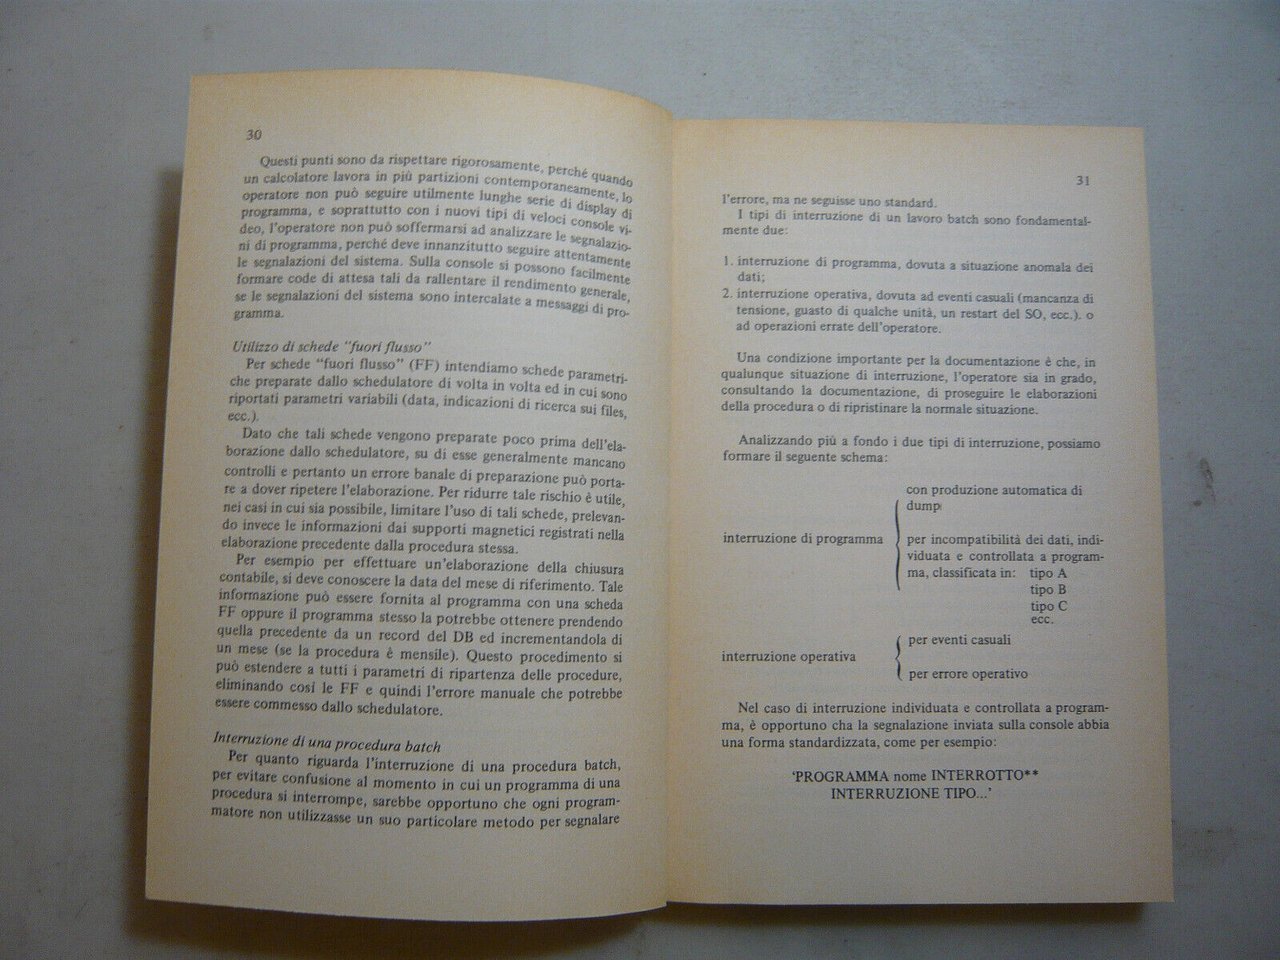 30
Questi punti sono da rispettare rigorosamente, perché quando
un calcolatore lavora in più partizioni contemporaneamente, lo
operatore non può seguire utilmente lunghe serie di display di
programma, e soprattutto con i nuovi tipi di veloci console vi-
deo, l'operatore non può soffermarsi ad analizzare le segnalazio-
ni di programma, perché deve innanzitutto seguire attentamente
le segnalazioni del sistema. Sulla console si possono facilmente
formare code di attesa tali da rallentare il rendimento generale,
se le segnalazioni del sistema sono intercalate a messaggi di pro-
gramma.
Utilizzo di schede "fuori flusso"
Per schede "fuori flusso" (FF) intendiamo schede parametri-
che preparate dallo schedulatore di volta in volta ed in cui sono
riportati parametri variabili (data, indicazioni di ricerca sui files,
ecc.).
Dato che tali schede vengono preparate poco prima dell'ela-
borazione dallo schedulatore, su di esse generalmente mancano
controlli e pertanto un errore banale di preparazione può porta-
re a dover ripetere l'elaborazione. Per ridurre tale rischio è utile,
nei casi in cui sia possibile, limitare l'uso di tali schede, prelevan-
do invece le informazioni dai supporti magnetici registrati nella
elaborazione precedente dalla procedura stessa.
Per esempio per effettuare un'elaborazione della chiusura
contabile, si deve conoscere la data del mese di riferimento. Tale
informazione può essere fornita al programma con una scheda
FF oppure il programma stesso la potrebbe ottenere prendendo
quella precedente da un record del DB ed incrementandola di
un mese (se la procedura è mensile). Questo procedimento si
può estendere a tutti i parametri di ripartenza delle procedure,
eliminando così le FF e quindi l'errore manuale che potrebbe
essere commesso dallo schedulatore.
Interruzione di una procedura batch
Per quanto riguarda l'interruzione di una procedura batch,
per evitare confusione al momento in cui un programma di una
procedura si interrompe, sarebbe opportuno che ogni program-
matore non utilizzasse un suo particolare metodo per segnalare
31
l'errore, ma ne seguisse uno standard.
I tipi di interruzione di un lavoro batch sono fondamental-
mente due:
1. interruzione di programma, dovuta a situazione anomala dei
dati;
2. interruzione operativa, dovuta ad eventi casuali (mancanza di
tensione, guasto di qualche unità, un restart del SO, ecc.). o
ad operazioni errate dell'operatore.
Una condizione importante per la documentazione è che, in
qualunque situazione di interruzione, l'operatore sia in grado,
consultando la documentazione, di proseguire le elaborazioni
della procedura o di ripristinare la normale situazione.
Analizzando più a fondo i due tipi di interruzione, possiamo
formare il seguente schema:
con produzione automatica di
dump
interruzione di programma
per incompatibilità dei dati, indi-
viduata e controllata a program-
ma, classificata in: tipo A
tipo B
tipo C
ecc.
per eventi casuali
interruzione operativa
per errore operativo
Nel caso di interruzione individuata e controllata a program-
ma, è opportuno cha la segnalazione inviata sulla console abbia
una forma standardizzata, come per esempio:
'PROGRAMMA nome INTERROTTO**
INTERRUZIONE TIPO...'